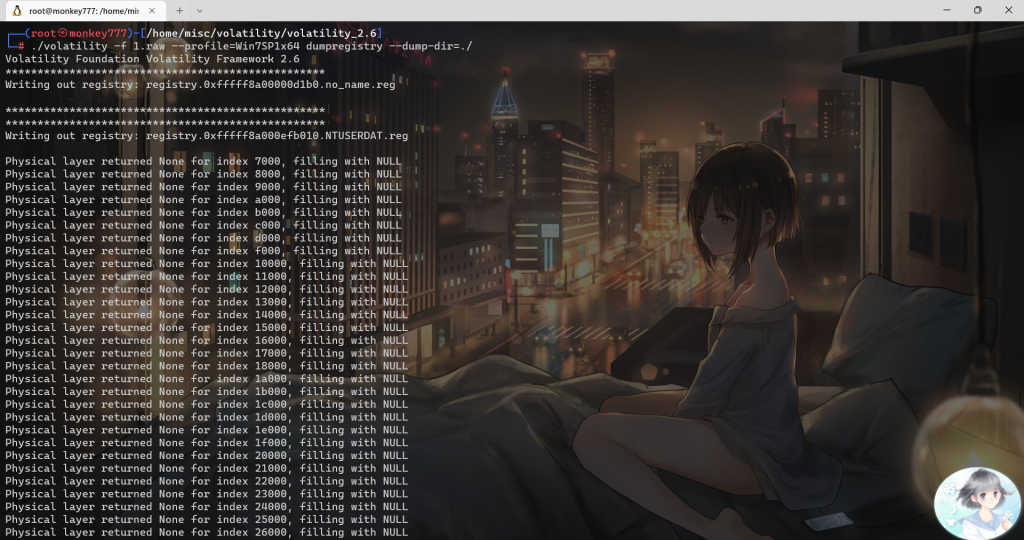 root@monkey777: /home/mis
┌──(root㉿monkey777)-[/home/misc/volatility/volatility_2.6]
└─# ./volatility -f 1.raw --profile=Win7SP1x64 dumpregistry --dump-dir=./
Volatility Foundation Volatility Framework 2.6
**************************************************
Writing out registry: registry.0xfffff8a00000d1b0.no_name.reg
**************************************************
**************************************************
Writing out registry: registry.0xfffff8a000efb010.NTUSERDAT.reg
Physical layer returned None for index 7000, filling with NULL
Physical layer returned None for index 8000, filling with NULL
Physical layer returned None for index 9000, filling with NULL
Physical layer returned None for index a000, filling with NULL
Physical layer returned None for index b000, filling with NULL
Physical layer returned None for index c000, filling with NULL
Physical layer returned None for index d000, filling with NULL
Physical layer returned None for index f000, filling with NULL
Physical layer returned None for index 10000, filling with NULL
Physical layer returned None for index 11000, filling with NULL
Physical layer returned None for index 12000, filling with NULL
Physical layer returned None for index 13000, filling with NULL
Physical layer returned None for index 14000, filling with NULL
Physical layer returned None for index 15000, filling with NULL
Physical layer returned None for index 16000, filling with NULL
Physical layer returned None for index 17000, filling with NULL
Physical layer returned None for index 18000, filling with NULL
Physical layer returned None for index 1a000, filling with NULL
Physical layer returned None for index 1b000, filling with NULL
Physical layer returned None for index 1c000, filling with NULL
Physical layer returned None for index 1d000, filling with NULL
Physical layer returned None for index 1e000, filling with NULL
Physical layer returned None for index 1f000, filling with NULL
Physical layer returned None for index 20000, filling with NULL
Physical layer returned None for index 21000, filling with NULL
Physical layer returned None for index 22000, filling with NULL
Physical layer returned None for index 23000, filling with NULL
Physical layer returned None for index 24000, filling with NULL
Physical layer returned None for index 25000, filling with NULL
Physical layer returned None for index 26000, filling with NULL